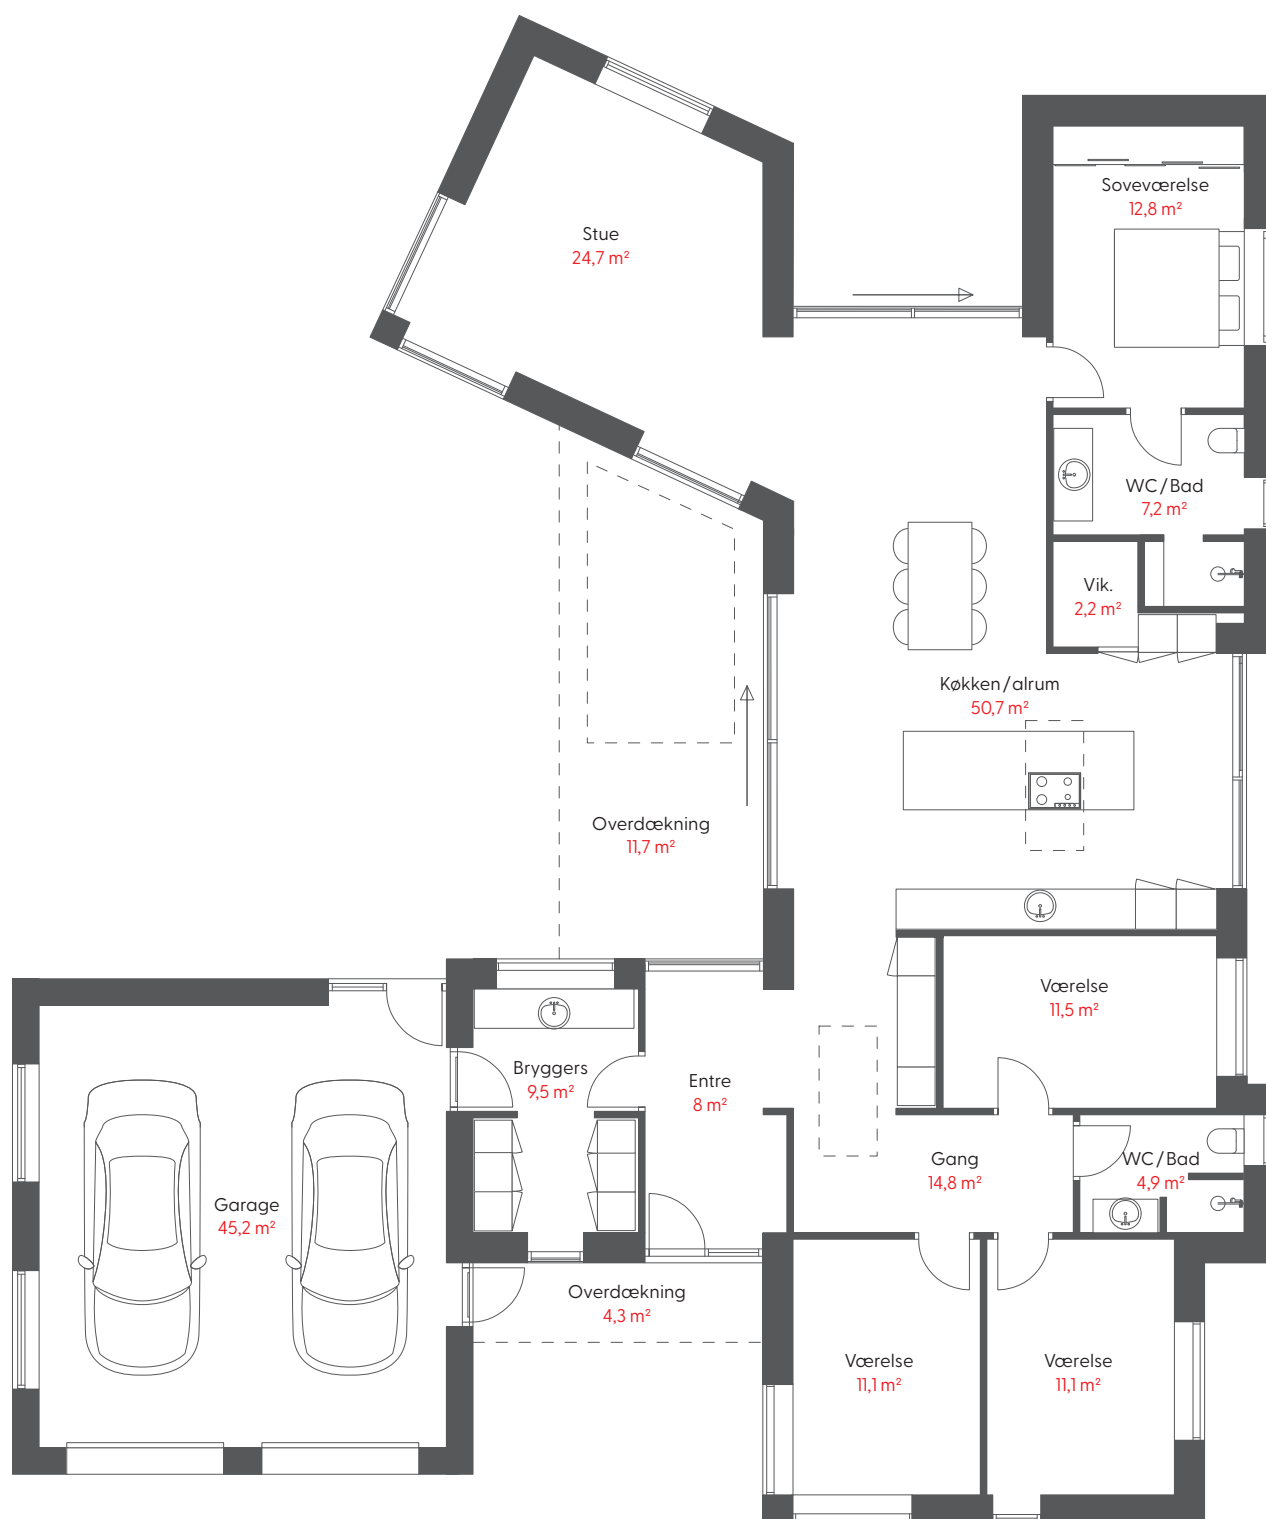 Soveværelse
12,8 m²
Stue
24,7 m²
WC/Bad
7,2 m²
Vik.
2,2 m²
Køkken/alrum
50,7 m²
Overdækning
11,7 m²
Værelse
11,5 m²
Bryggers
9,5 m²
Entre
8 m²
Gang
14,8 m²
WC/Bad
4,9 m²
Garage
45,2 m²
Overdækning
4,3 m²
Værelse
11,1 m²
Værelse
11,1 m²